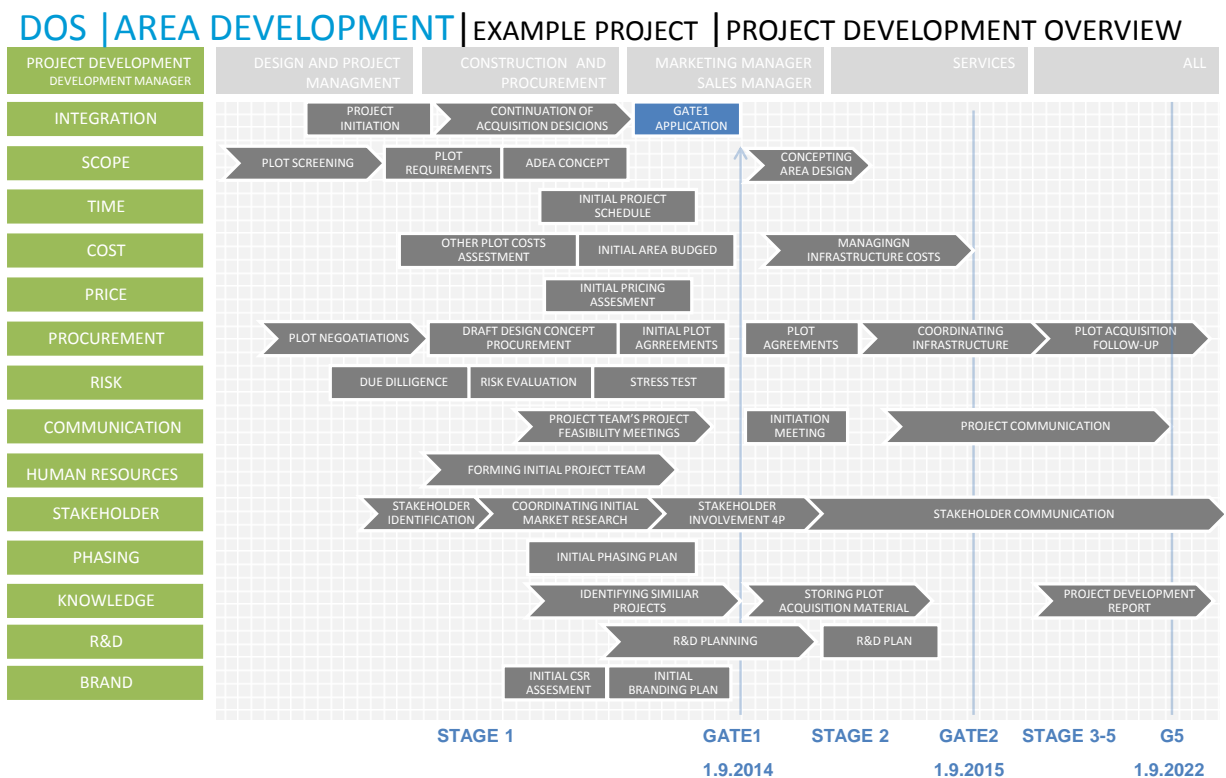 DOS |AREA DEVELOPMENT|EXAMPLE PROJECT |PROJECT DEVELOPMENT OVERVIEW
PROJECT DEVELOPMENT
DEVELOPMENT MANAGER
DESIGN AND PROJECT
MANAGMENT
CONSTRUCTION AND
PROCUREMENT
MARKETING MANAGER
SALES MANAGER
SERVICES
ALL
INTEGRATION
PROJECT
INITIATION
CONTINUATION OF
ACQUISITION DESICIONS
GATE1
APPLICATION
SCOPE
PLOT SCREENING
PLOT
REQUIREMENTS
ADEA CONCEPT
CONCEPTING
AREA DESIGN
TIME
INITIAL PROJECT
SCHEDULE
COST
OTHER PLOT COSTS
ASSESTMENT
INITIAL AREA BUDGED
MANAGINGN
INFRASTRUCTURE COSTS
PRICE
INITIAL PRICING
ASSESMENT
PROCUREMENT
PLOT NEGOATIATIONS
DRAFT DESIGN CONCEPT
PROCUREMENT
INITIAL PLOT
AGRREEMENTS
PLOT
AGREEMENTS
COORDINATING
INFRASTRUCTURE
PLOT ACQUISITION
FOLLOW-UP
RISK
DUE DILLIGENCE
RISK EVALUATION
STRESS TEST
COMMUNICATION
PROJECT TEAM'S PROJECT
FEASIBILITY MEETINGS
INITIATION
MEETING
PROJECT COMMUNICATION
HUMAN RESOURCES
FORMING INITIAL PROJECT TEAM
STAKEHOLDER
STAKEHOLDER
IDENTIFICATION
COORDINATING INITIAL
MARKET RESEARCH
STAKEHOLDER
INVOLVEMENT 4P
STAKEHOLDER COMMUNICATION
PHASING
INITIAL PHASING PLAN
KNOWLEDGE
IDENTIFYING SIMILIAR
PROJECTS
STORING PLOT
ACQUISITION MATERIAL
PROJECT DEVELOPMENT
REPORT
R&D
R&D PLANNING
R&D PLAN
BRAND
INITIAL CSR
ASSESMENT
INITIAL
BRANDING PLAN
STAGE 1
GATE1
STAGE 2
GATE2
STAGE 3-5
G5
1.9.2014
1.9.2015
1.9.2022